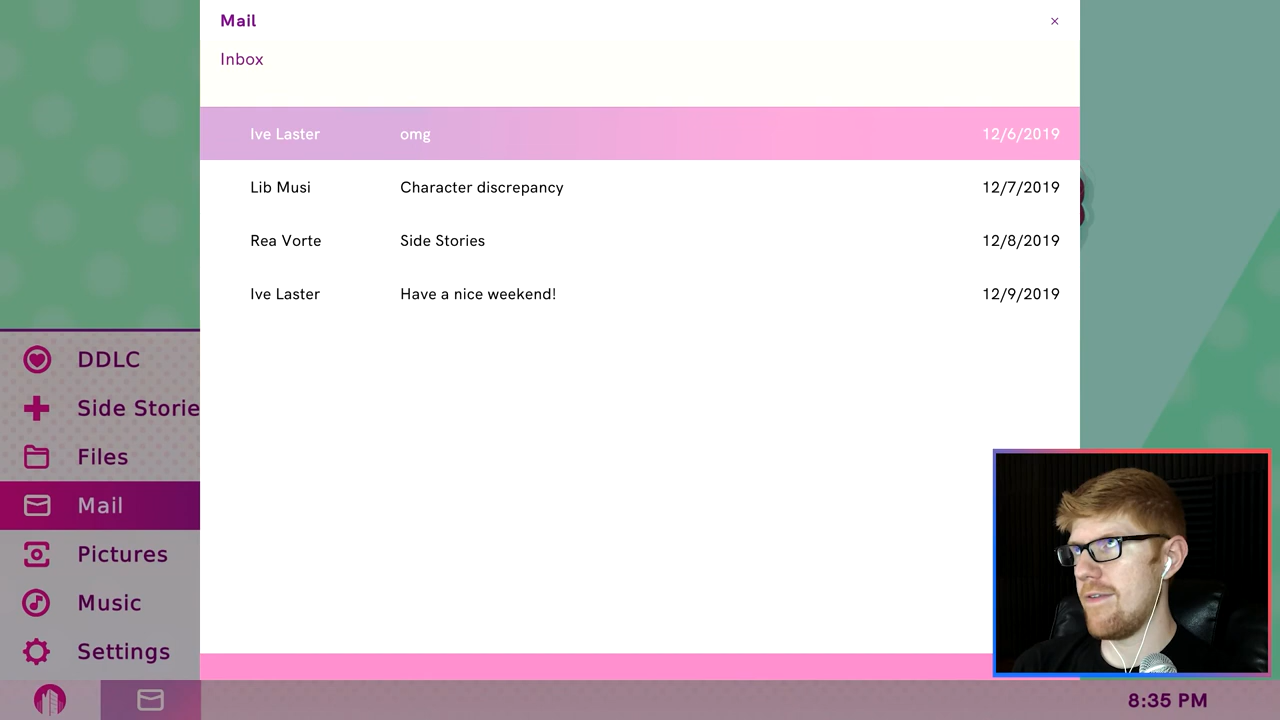 Mail
×
Inbox
Ive Laster omg 12/6/2019
Lib Musi Character discrepancy 12/7/2019
Rea Vorte Side Stories 12/8/2019
Ive Laster Have a nice weekend! 12/9/2019
DDLC
Side Storie
Files
Mail
Pictures
Music
Settings
8:35 PM